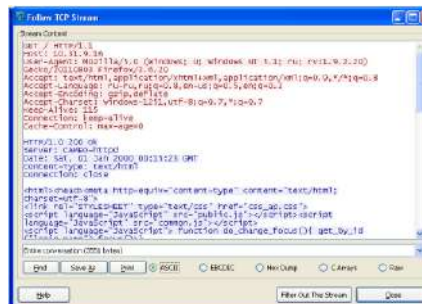 Follow TCP Stream
Stream Content
GET / HTTP/1.1
Host: 10.31.9.16
User-Agent: Mozilla/5.0 (Windows; U; Windows NT 5.1; ru; rv:1.9.2.20)
Gecko/20110803 Firefox/3.6.20
Accept: text/html,application/xhtml+xml,application/xml;q=0.9,*/*;q=0.8
Accept-Language: ru-ru,ru;q=0.8,en-us;q=0.5,en;q=0.3
Accept-Encoding: gzip,deflate
Accept-Charset: windows-1251,utf-8;q=0.7,*;q=0.7
Keep-Alive: 115
Connection: keep-alive
Cache-Control: max-age=0
HTTP/1.0 200 OK
Server: CAMEO-httpd
Date: Sat, 01 Jan 2000 00:11:23 GMT
Content-Type: text/html
Connection: close
<html><head><meta http-equiv="content-type" content="text/html;
charset=utf-8">
<link rel="STYLESHEET" type="text/css" href="css_ap.css">
<script language="JavaScript" src="public.js"></script><script
language="JavaScript" src="common.js"></script>
<script language="JavaScript"> function do_change_focus(){ get_by_id
Entire conversation bytes)
Find Save As Print ASCII EBCDIC Hex Dump C Arrays Raw
Help Filter Out This Stream Close